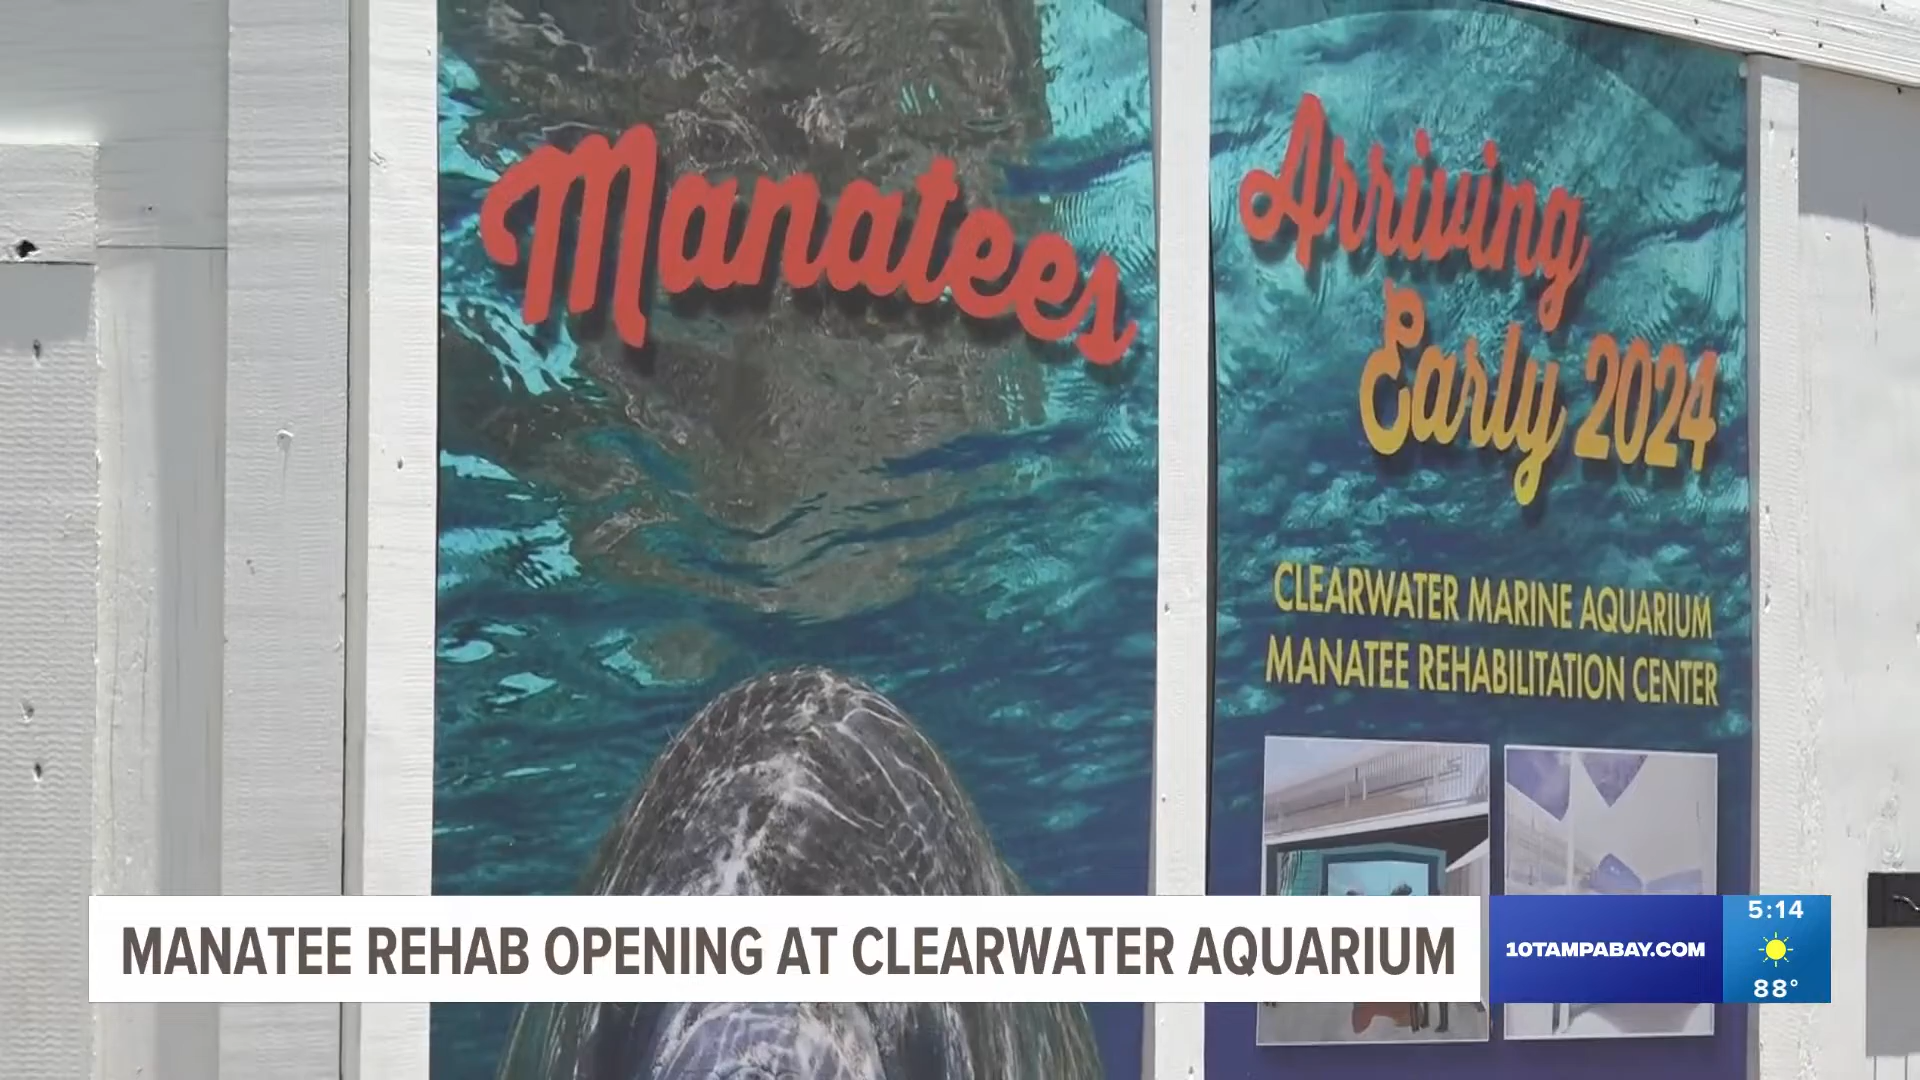 Manatees
Arriving
Early 2024
CLEARWATER MARINE AQUARIUM
MANATEE REHABILITATION CENTER
MANATEE REHAB OPENING AT CLEARWATER AQUARIUM
10TAMPABAY.COM
5:14
88°